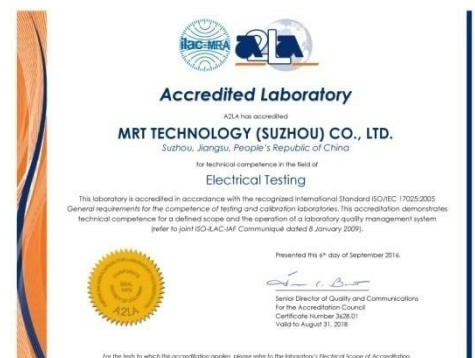 ilac-MRA
A2LA
Accredited Laboratory
A2LA has accredited
MRT TECHNOLOGY (SUZHOU) CO., LTD.
Suzhou, Jiangsu, People's Republic of China
for technical competence in the field of
Electrical Testing
This laboratory is accredited in accordance with the recognized International Standard ISO/IEC 17025:2005
General requirements for the competence of testing and calibration laboratories. This accreditation demonstrates
technical competence for a defined scope and the operation of a laboratory quality management system
(refer to joint ISO-ILAC-IAF Communiqué dated 8 January 2009).
Presented this 6th day of September 2016.
Senior Director of Quality and Communications
For the Accreditation Council
Certificate Number 3628.01
Valid to August 31, 2018
CORPORATE
SEAL
A2LA
For the tests to which this accreditation applies, please refer to the laboratory's Electrical Scope of Accreditation.